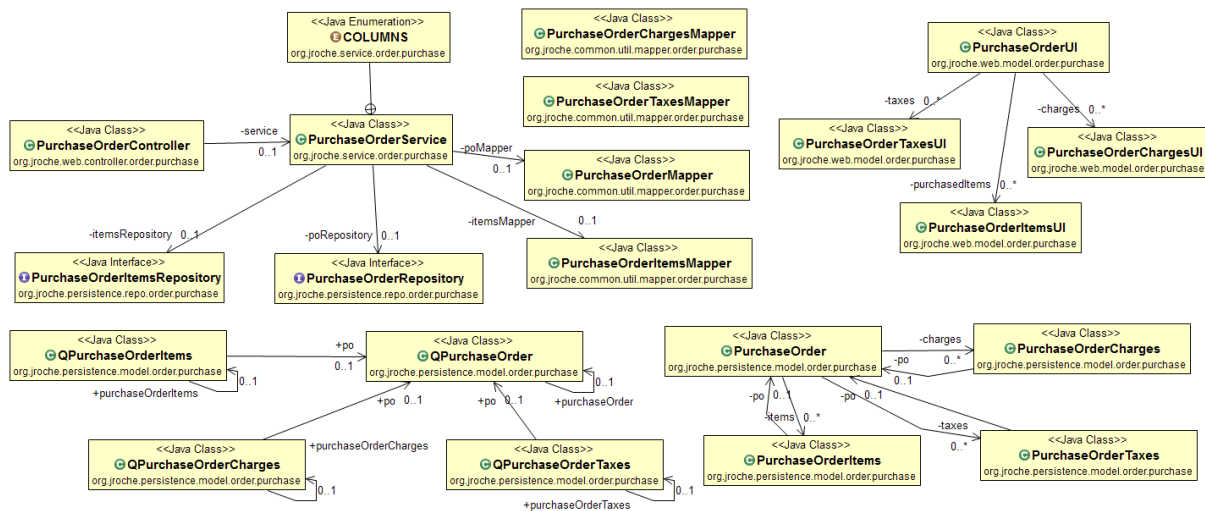 <<Java Enumeration>>
COLUMNS
org.jroche.service.order.purchase
<<Java Class>>
PurchaseOrderChargesMapper
org.jroche.common.util.mapper.order.purchase
<<Java Class>>
PurchaseOrderUI
org.jroche.web.model.order.purchase
<<Java Class>>
PurchaseOrderTaxesMapper
org.jroche.common.util.mapper.order.purchase
-taxes
0..*
-charges
0..*
<<Java Class>>
PurchaseOrderController
org.jroche.web.controller.order.purchase
-service
0..1
<<Java Class>>
PurchaseOrderService
org.jroche.service.order.purchase
-poMapper
0..1
<<Java Class>>
PurchaseOrderMapper
org.jroche.common.util.mapper.order.purchase
<<Java Class>>
PurchaseOrderTaxesUI
org.jroche.web.model.order.purchase
<<Java Class>>
PurchaseOrderChargesUI
org.jroche.web.model.order.purchase
-purchasedItems
0..*
<<Java Class>>
PurchaseOrderItemsUI
org.jroche.web.model.order.purchase
-itemsRepository
0..1
-poRepository
0..1
-itemsMapper
0..1
<<Java Interface>>
PurchaseOrderItemsRepository
org.jroche.persistence.repo.order.purchase
<<Java Interface>>
PurchaseOrderRepository
org.jroche.persistence.repo.order.purchase
<<Java Class>>
PurchaseOrderItemsMapper
org.jroche.common.util.mapper.order.purchase
<<Java Class>>
QPurchaseOrderItems
org.jroche.persistence.model.order.purchase
+po
0..1
0..1
+purchaseOrderItems
<<Java Class>>
QPurchaseOrder
org.jroche.persistence.model.order.purchase
0..1
+purchaseOrder
+po
0..1
+po
0..1
<<Java Class>>
PurchaseOrder
org.jroche.persistence.model.order.purchase
-charges
0..*
-po
0..1
<<Java Class>>
PurchaseOrderCharges
org.jroche.persistence.model.order.purchase
-po
0..1
-items
0..*
-po
0..1
-taxes
0..*
+purchaseOrderCharges
<<Java Class>>
QPurchaseOrderCharges
org.jroche.persistence.model.order.purchase
0..1
<<Java Class>>
QPurchaseOrderTaxes
org.jroche.persistence.model.order.purchase
0..1
+purchaseOrderTaxes
<<Java Class>>
PurchaseOrderItems
org.jroche.persistence.model.order.purchase
<<Java Class>>
PurchaseOrderTaxes
org.jroche.persistence.model.order.purchase